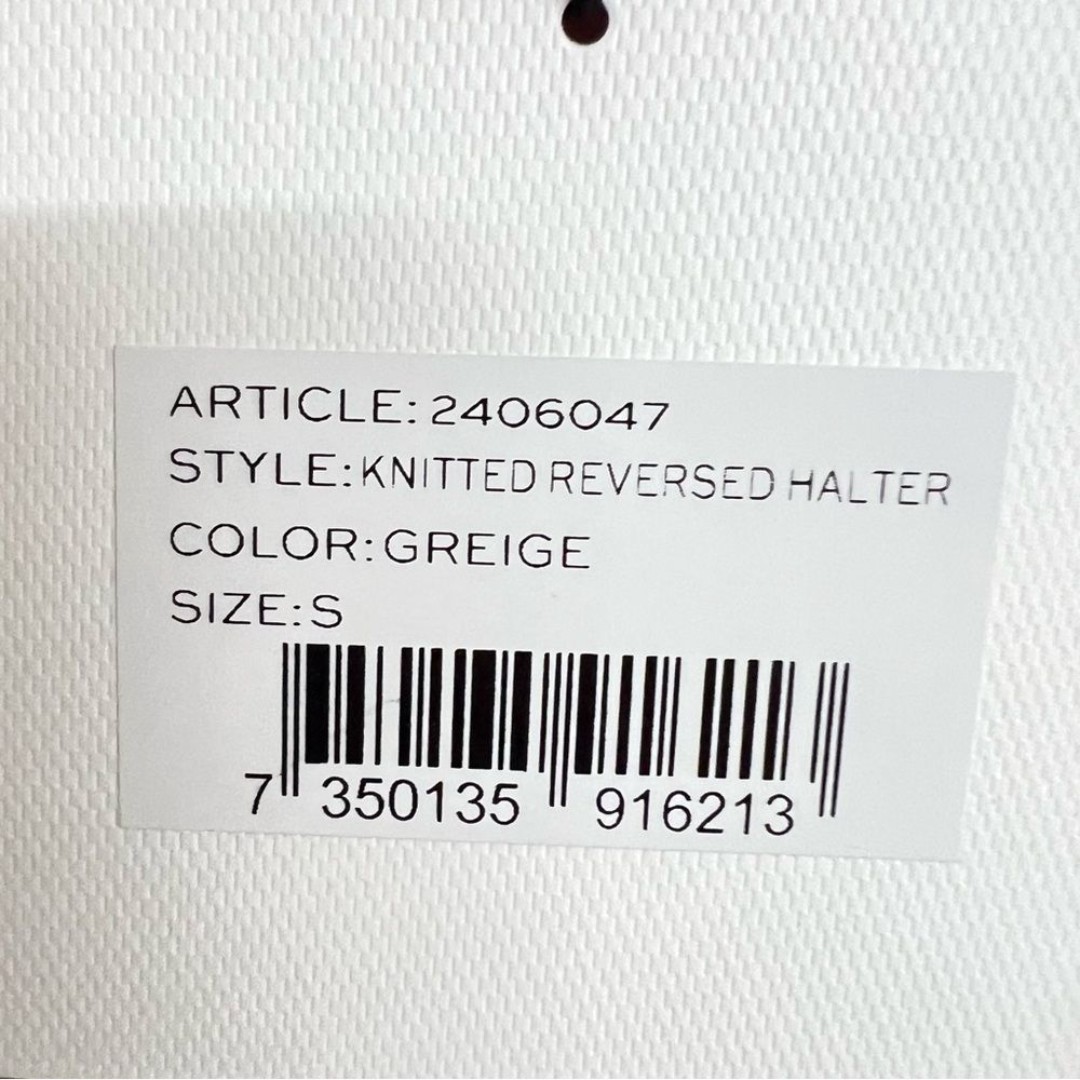 ARTICLE: 2406047
STYLE: KNITTED REVERSED HALTER
COLOR: GREIGE
SIZE: S
7 350135 916213